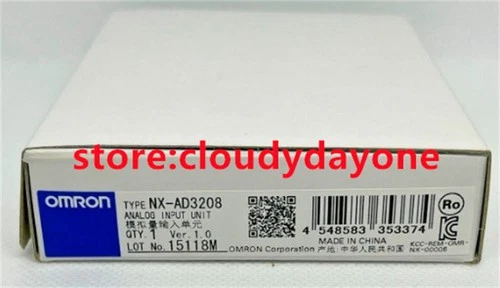 store:cloudydayone
OMRON
TYPE NX-AD3208
ANALOG INPUT UNIT
模拟量输入单元
QTY. 1 Ver.1.0
LOT No. 15118M
4 548583 353374
OMRON Corporation
MADE IN CHINA
产地:中华人民共和国
Ro
KCC-REM-OMR-
NX-00006